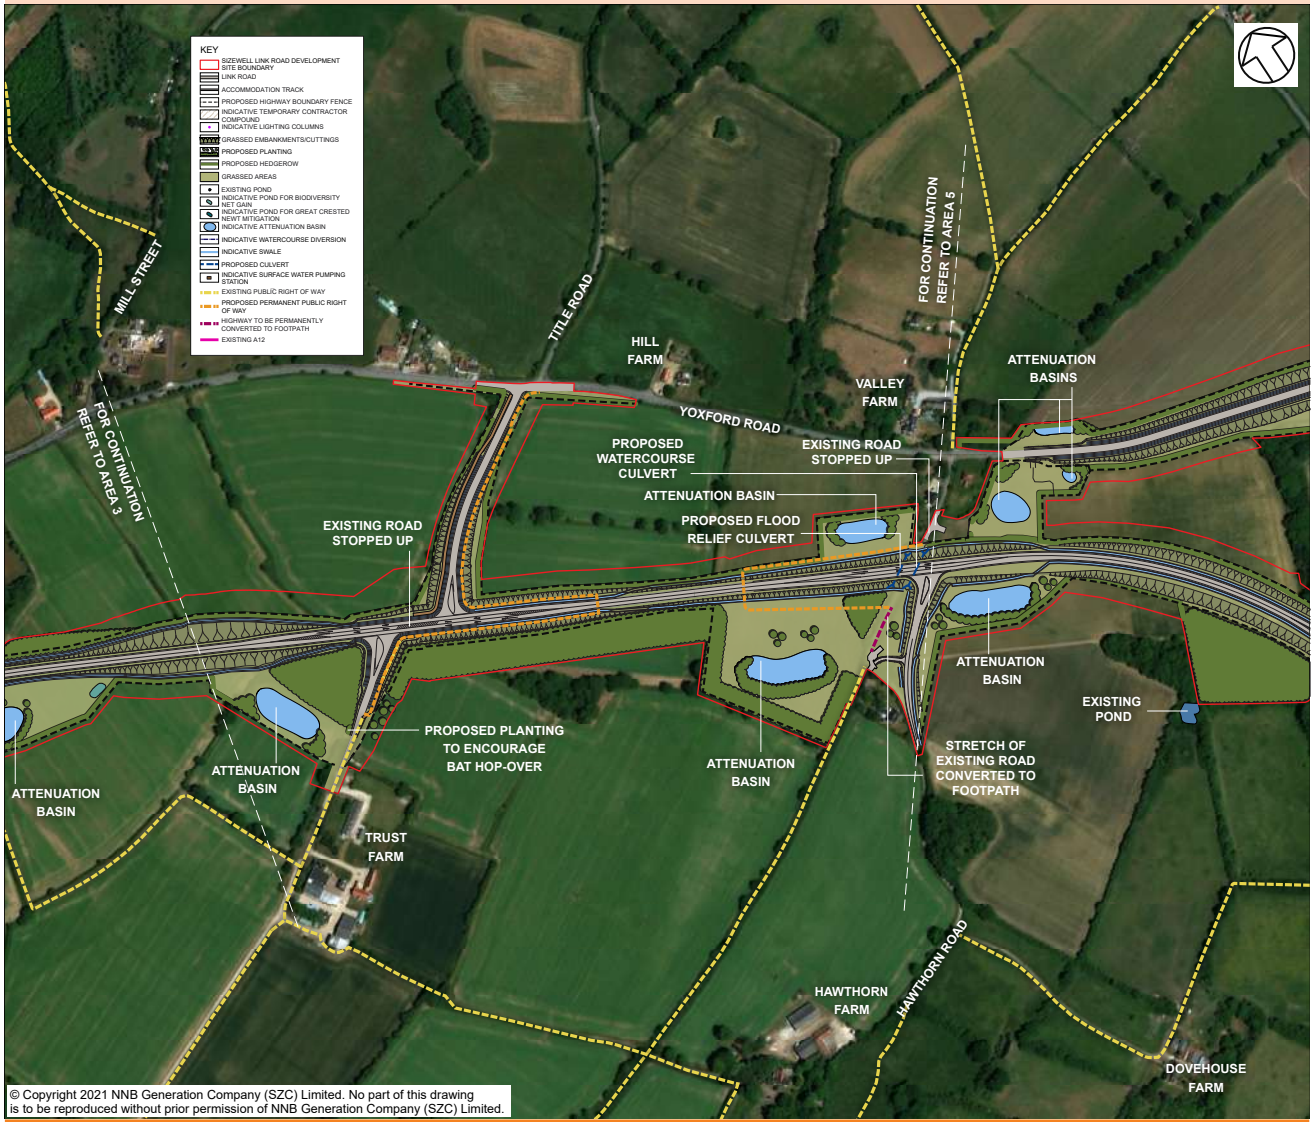 KEY
SIZEWELL LINK ROAD DEVELOPMENT
SITE BOUNDARY
LINK ROAD
ACCOMMODATION TRACK
PROPOSED HIGHWAY BOUNDARY FENCE
INDICATIVE TEMPORARY CONTRACTOR
COMPOUND
INDICATIVE LIGHTING COLUMNS
GRASSED EMBANKMENTS/CUTTINGS
PROPOSED PLANTING
PROPOSED HEDGEROW
GRASSED AREAS
EXISTING POND
INDICATIVE POND FOR BIODIVERSITY
NET GAIN
INDICATIVE POND FOR GREAT CRESTED
NEWT MITIGATION
INDICATIVE ATTENUATION BASIN
INDICATIVE WATERCOURSE DIVERSION
INDICATIVE SWALE
PROPOSED CULVERT
INDICATIVE SURFACE WATER PUMPING
STATION
EXISTING PUBLIC RIGHT OF WAY
PROPOSED PERMANENT PUBLIC RIGHT
OF WAY
HIGHWAY TO BE PERMANENTLY
CONVERTED TO FOOTPATH
EXISTING A12
MILL STREET
TITLE ROAD
FOR CONTINUATION
REFER TO AREA 5
HILL
FARM
ATTENUATION
BASINS
VALLEY
FARM
YOXFORD ROAD
FOR CONTINUATION
REFER TO AREA 3
PROPOSED
WATERCOURSE
CULVERT
EXISTING ROAD
STOPPED UP
ATTENUATION BASIN
PROPOSED FLOOD
RELIEF CULVERT
EXISTING ROAD
STOPPED UP
ATTENUATION
BASIN
EXISTING
POND
PROPOSED PLANTING
TO ENCOURAGE
BAT HOP-OVER
ATTENUATION
BASIN
ATTENUATION
BASIN
ATTENUATION
BASIN
STRETCH OF
EXISTING ROAD
CONVERTED TO
FOOTPATH
TRUST
FARM
HAWTHORN ROAD
HAWTHORN
FARM
DOVEHOUSE
FARM
© Copyright 2021 NNB Generation Company (SZC) Limited. No part of this drawing
is to be reproduced without prior permission of NNB Generation Company (SZC) Limited.